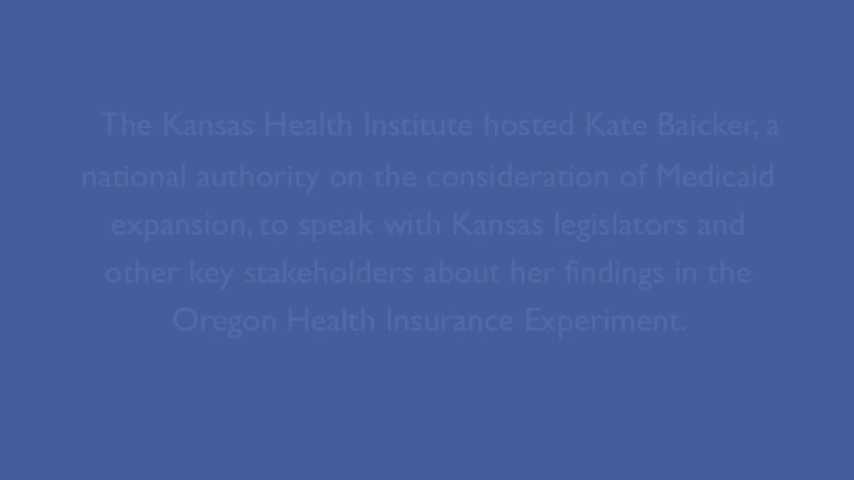 The Kansas Health Institute hosted Kate Baicker, a
national authority on the consideration of Medicaid
expansion, to speak with Kansas legislators and
other key stakeholders about her findings in the
Oregon Health Insurance Experiment.